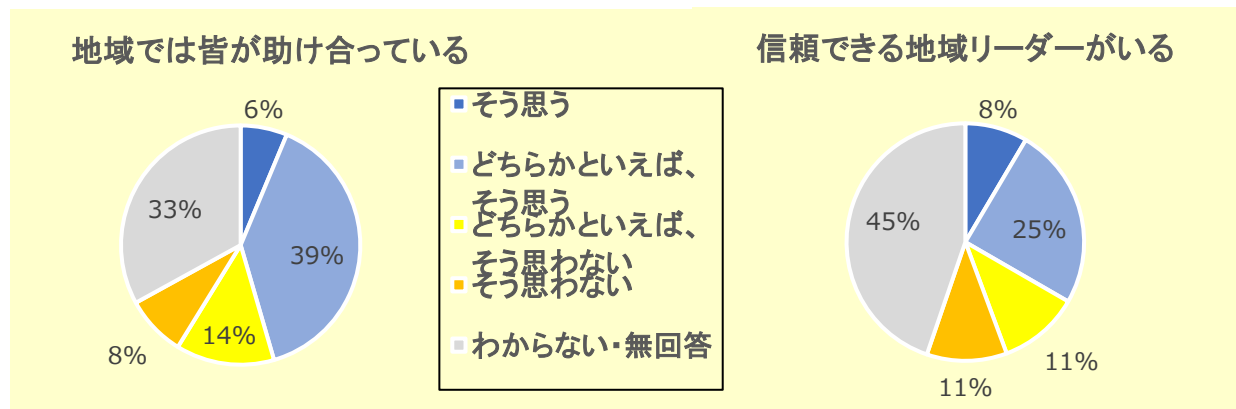 地域では皆が助け合っている
6%
39%
14%
8%
33%
そう思う
どちらかといえば、
そう思う
どちらかといえば、
そう思わない
そう思わない
わからない・無回答
信頼できる地域リーダーがいる
8%
25%
11%
11%
45%